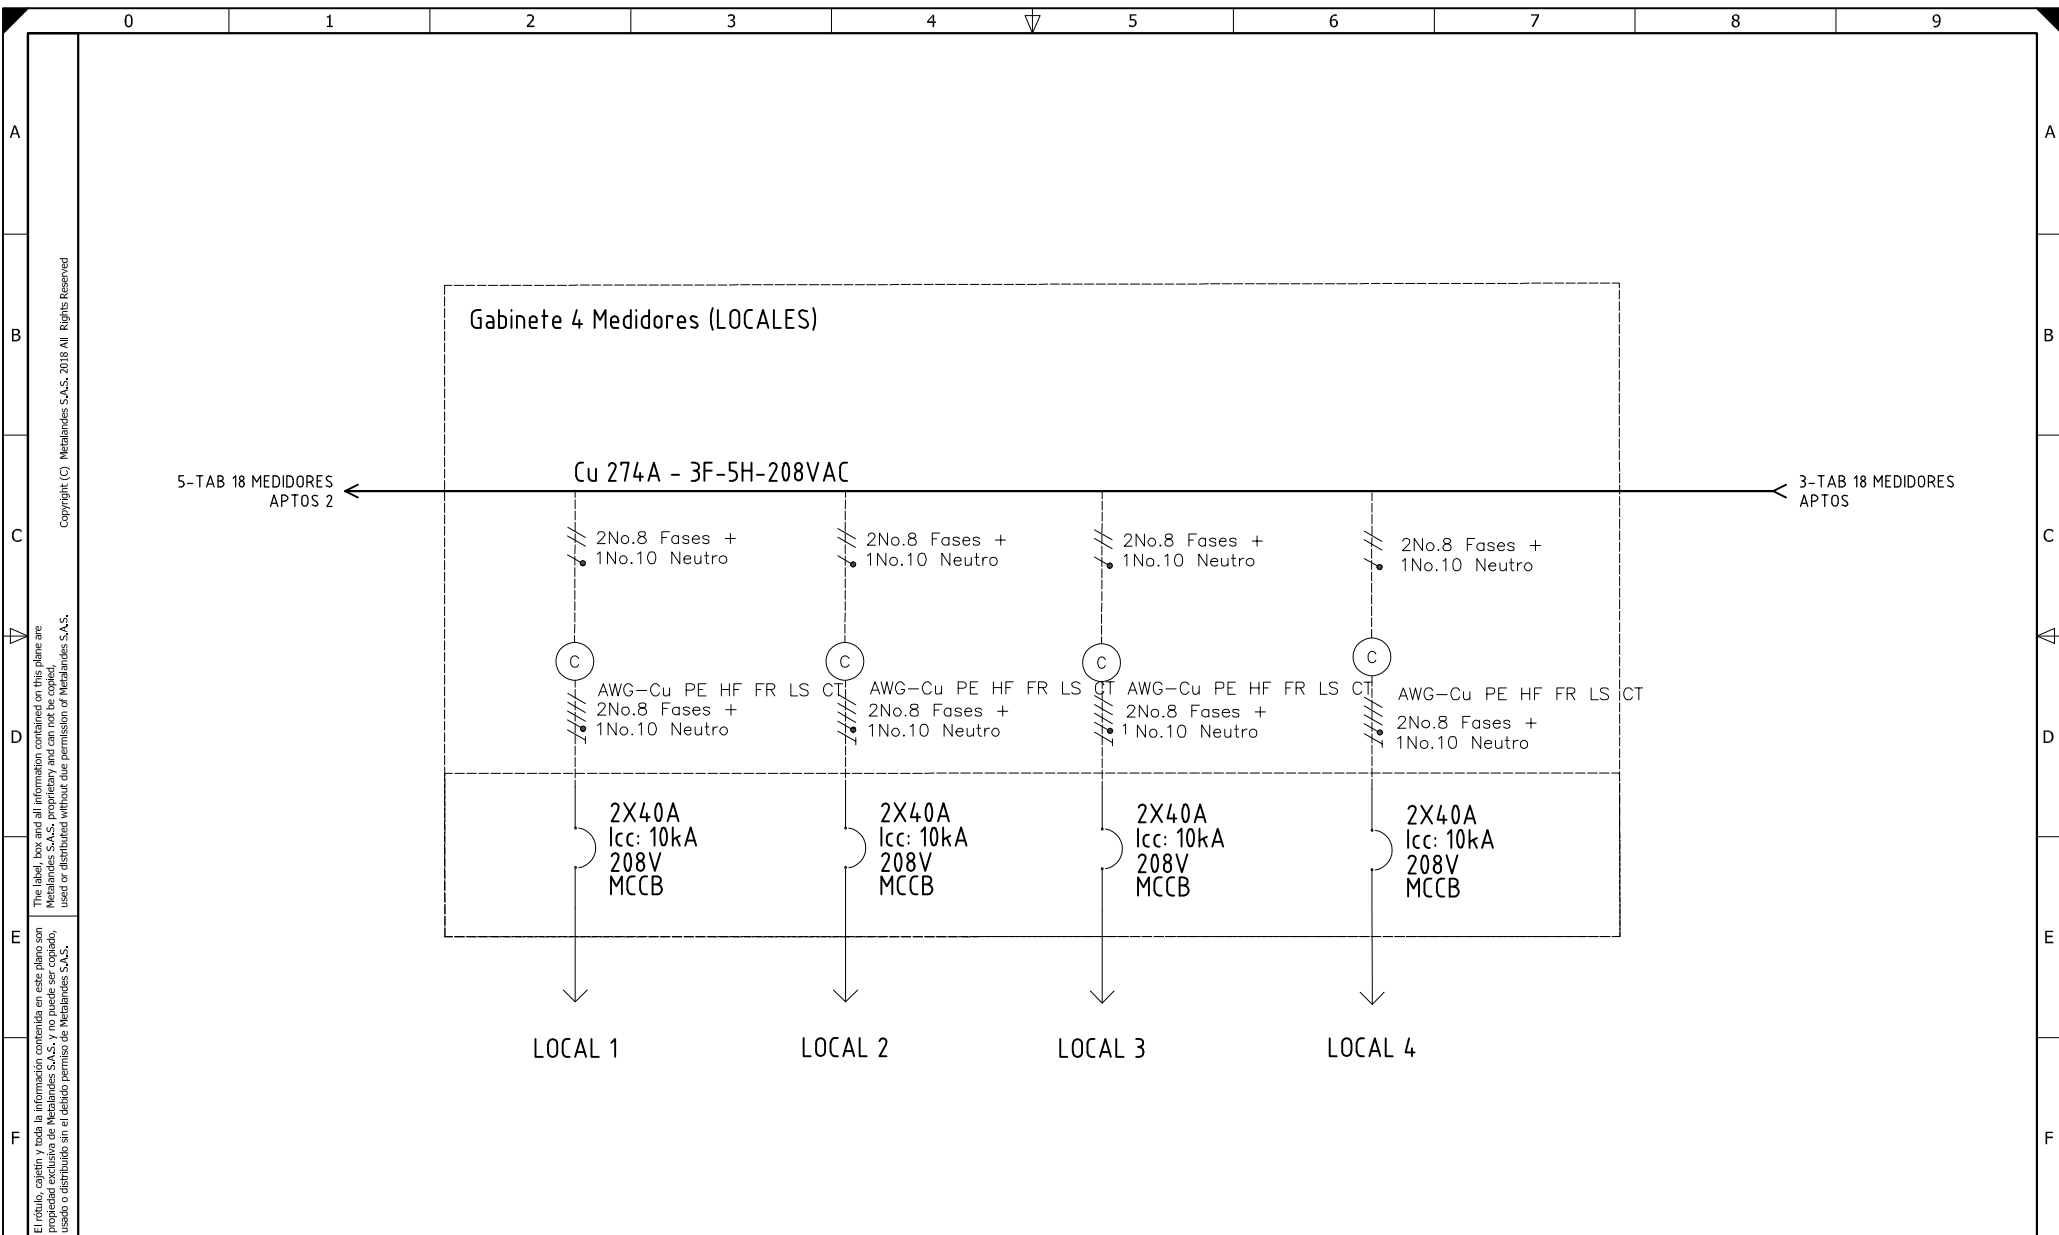 0 1 2 3 4 5 6 7 8 9
A A
B B
C C
D D
E E
F F
Copyright (C) Metalandes S.A.S. 2018 All Rights Reserved
The label, box and all information contained on this plane are
Metalandes S.A.S. proprietary and can not be copied,
used or distributed without due permission of Metalandes S.A.S.
El rótulo, cajetín y toda la información contenida en este plano son
propiedad exclusiva de Metalandes S.A.S. y no puede ser copiado,
usado o distribuido sin el debido permiso de Metalandes S.A.S.
Gabinete 4 Medidores (LOCALES)
Cu 274A - 3F-5H-208VAC
5-TAB 18 MEDIDORES
APTOS 2
3-TAB 18 MEDIDORES
APTOS
2No.8 Fases +
1No.10 Neutro
2No.8 Fases +
1No.10 Neutro
2No.8 Fases +
1No.10 Neutro
2No.8 Fases +
1No.10 Neutro
C
C
C
C
AWG-Cu PE HF FR LS CT
2No.8 Fases +
1No.10 Neutro
AWG-Cu PE HF FR LS CT
2No.8 Fases +
1No.10 Neutro
AWG-Cu PE HF FR LS CT
2No.8 Fases +
1No.10 Neutro
AWG-Cu PE HF FR LS CT
2No.8 Fases +
1No.10 Neutro
2X40A
Icc: 10kA
208V
MCCB
2X40A
Icc: 10kA
208V
MCCB
2X40A
Icc: 10kA
208V
MCCB
2X40A
Icc: 10kA
208V
MCCB
LOCAL 1
LOCAL 2
LOCAL 3
LOCAL 4